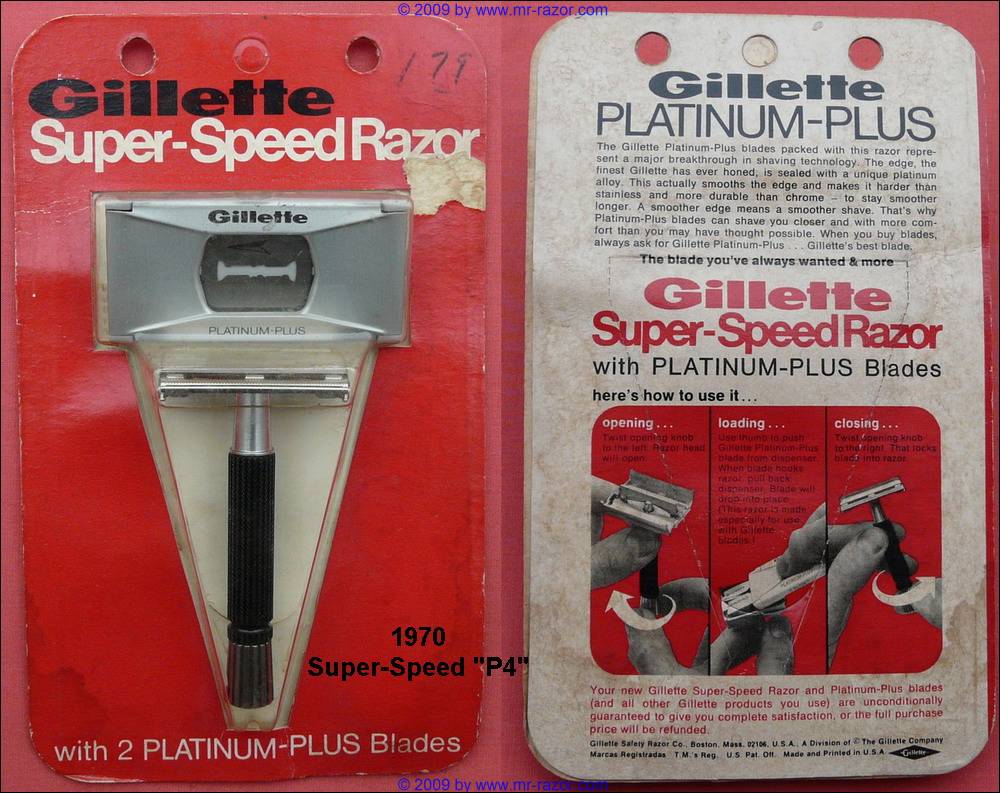 © 2009 by www.mr-razor.com
1 79
Gillette
Super-Speed Razor
Gillette
PLATINUM-PLUS
1970
Super-Speed "P4"
with 2 PLATINUM-PLUS Blades
Gillette
PLATINUM-PLUS
The Gillette Platinum-Plus blades packed with this razor repre-
sent a major breakthrough in shaving technology. The edge, the
finest Gillette has ever honed, is sealed with a unique platinum
alloy. This actually smooths the edge and makes it harder than
stainless and more durable than chrome – to stay smoother
longer. A smoother edge means a smoother shave. That's why
Platinum-Plus blades can shave you closer and with more com-
fort than you may have thought possible. When you buy blades,
always ask for Gillette Platinum-Plus . . . Gillette's best blade.
The blade you've always wanted & more
Gillette
Super-Speed Razor
with PLATINUM-PLUS Blades
here's how to use it...
opening...
Twist opening knob
to the left. Razor head
will open.
loading...
Use thumb to push
Gillette Platinum-Plus
blade from dispenser.
When blade hooks
razor, pull back
dispenser. Blade will
drop into place.
(This razor is made
especially for use
with Gillette
blades.)
closing...
Twist opening knob
to the right. That locks
blade into razor.
PLATINUM-PLUS
Your new Gillette Super-Speed Razor and Platinum-Plus blades
(and all other Gillette products you use) are unconditionally
guaranteed to give you complete satisfaction, or the full purchase
price will be refunded.
Gillette Safety Razor Co., Boston, Mass. 02106, U.S.A., A Division of © The Gillette Company
Marcas Registradas T.M.'s Reg. U.S. Pat. Off. Made and Printed in U.S.A. Gillette
© 2009 by www.mr-razor.com